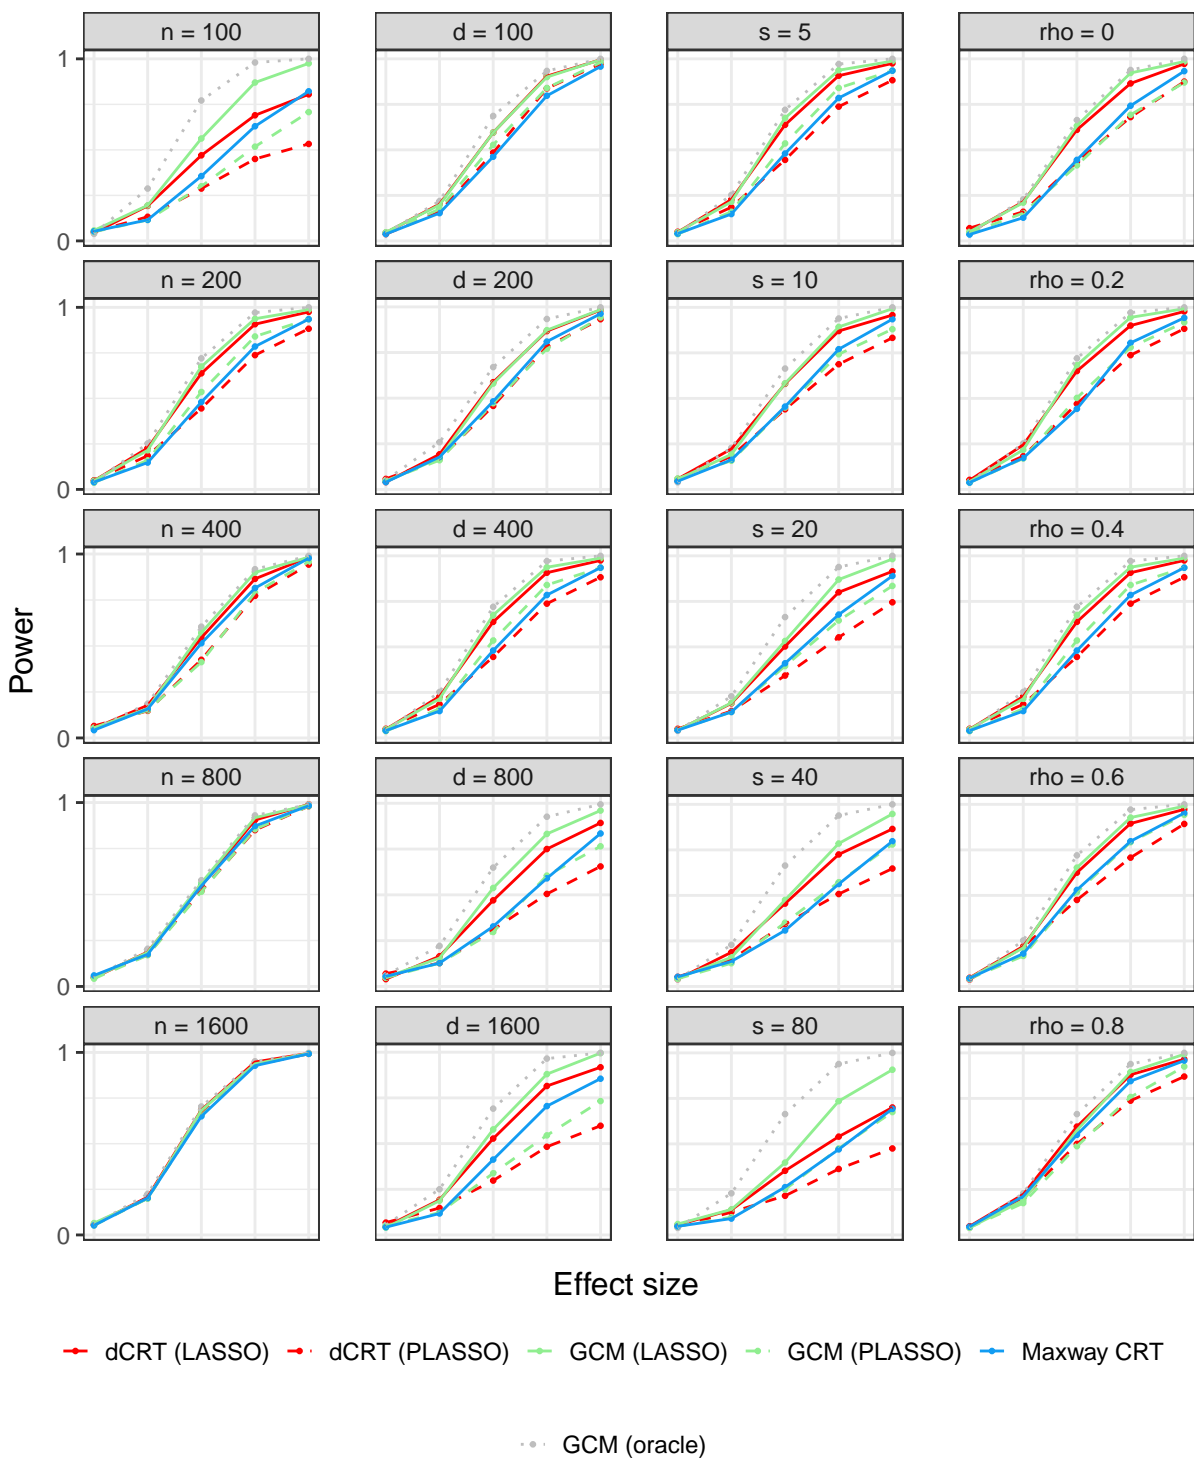 n = 100 d = 100 s = 5 rho = 0
1
0
n = 200 d = 200 s = 10 rho = 0.2
1
0
n = 400 d = 400 s = 20 rho = 0.4
1
0
n = 800 d = 800 s = 40 rho = 0.6
1
0
n = 1600 d = 1600 s = 80 rho = 0.8
1
0
Power
Effect size
dCRT (LASSO) dCRT (PLASSO) GCM (LASSO) GCM (PLASSO) Maxway CRT
GCM (oracle)